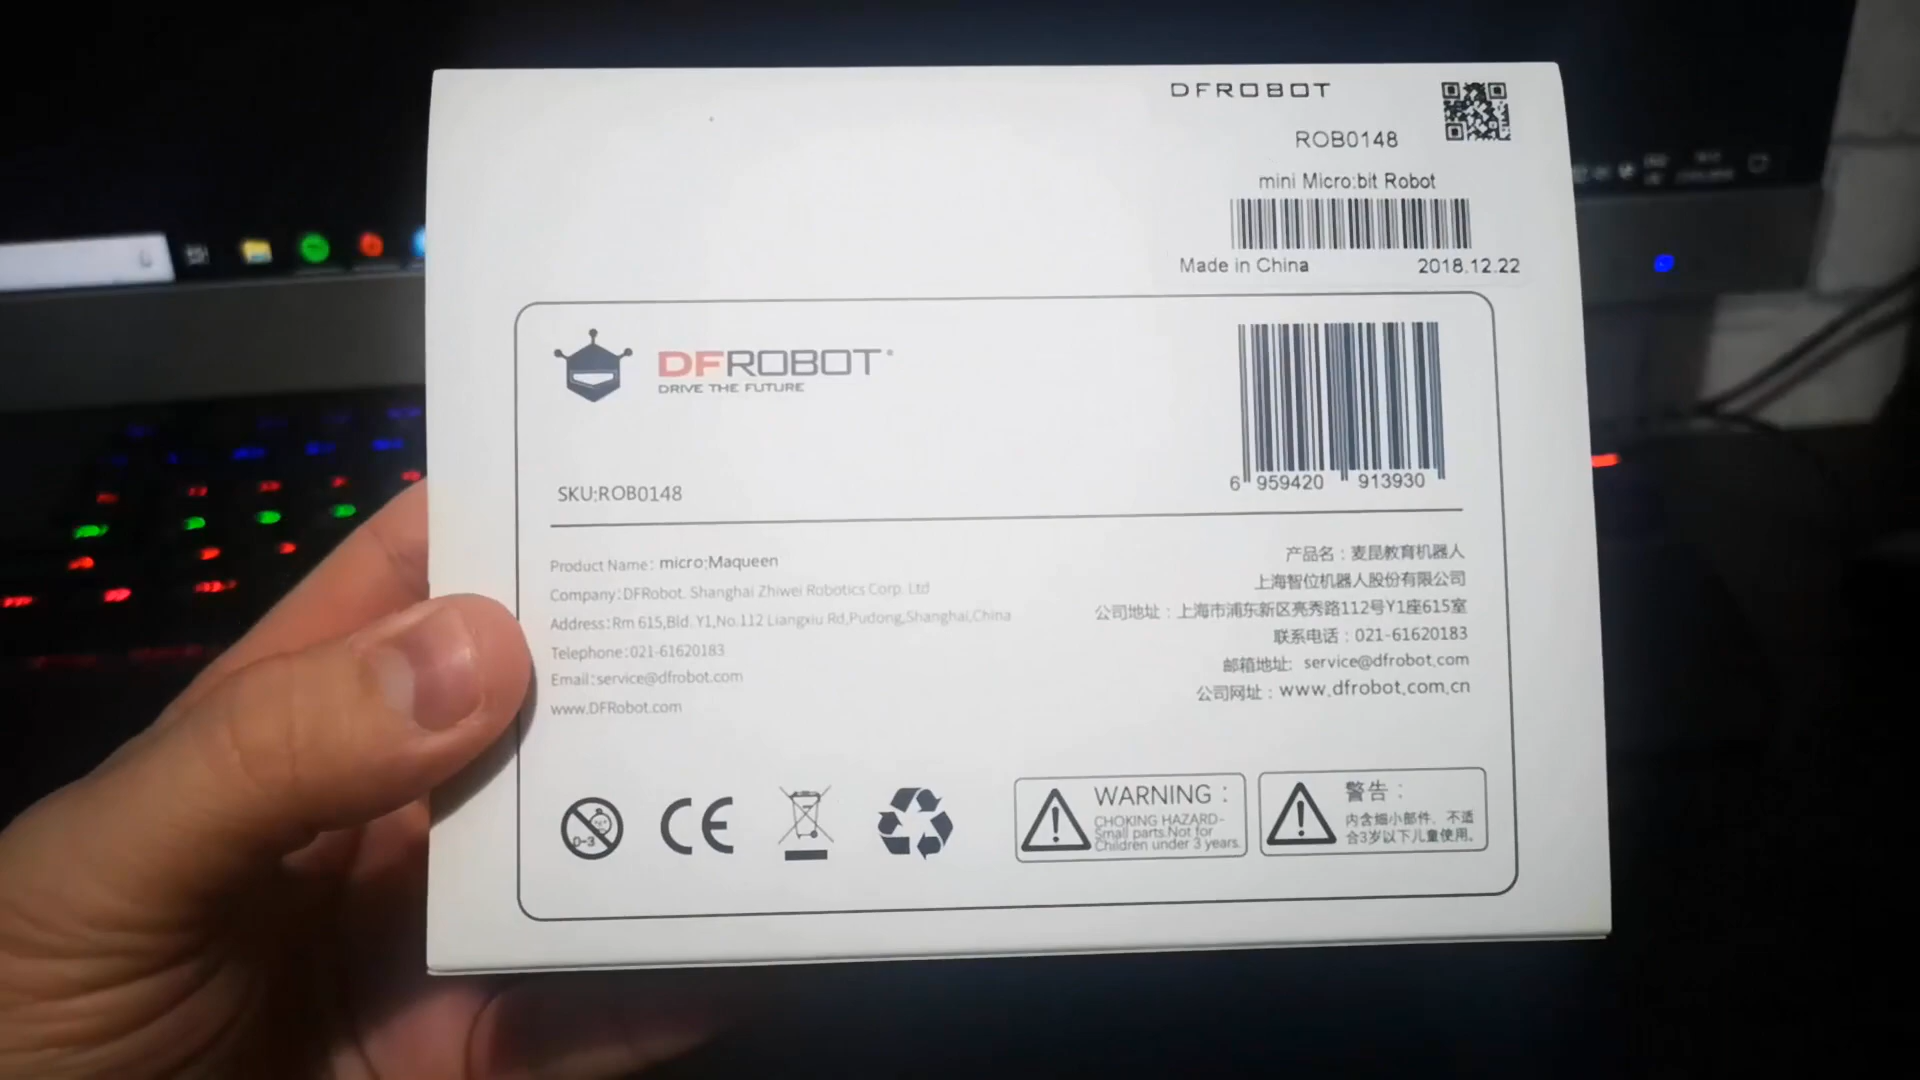 DFROBOT
ROB0148
mini Micro:bit Robot
Made in China 2018.12.22
DFROBOT
DRIVE THE FUTURE
6 959420 913930
SKU:ROB0148
Product Name: micro:Maqueen
Company:DFRobot. Shanghai Zhiwei Robotics Corp. Ltd
Address:Rm 615,Bld. Y1,No.112 Liangxiu Rd,Pudong,Shanghai,China
Telephone:021-61620183
Email:service@dfrobot.com
www.DFRobot.com
产品名：麦昆教育机器人
上海智位机器人股份有限公司
公司地址：上海市浦东新区亮秀路112号Y1座615室
联系电话：021-61620183
邮箱地址: service@dfrobot.com
公司网址：www.dfrobot.com.cn
0-3
CE
WARNING：
CHOKING HAZARD-
Small parts.Not for
Children under 3 years.
警告：
内含细小部件、不适
合3岁以下儿童使用。